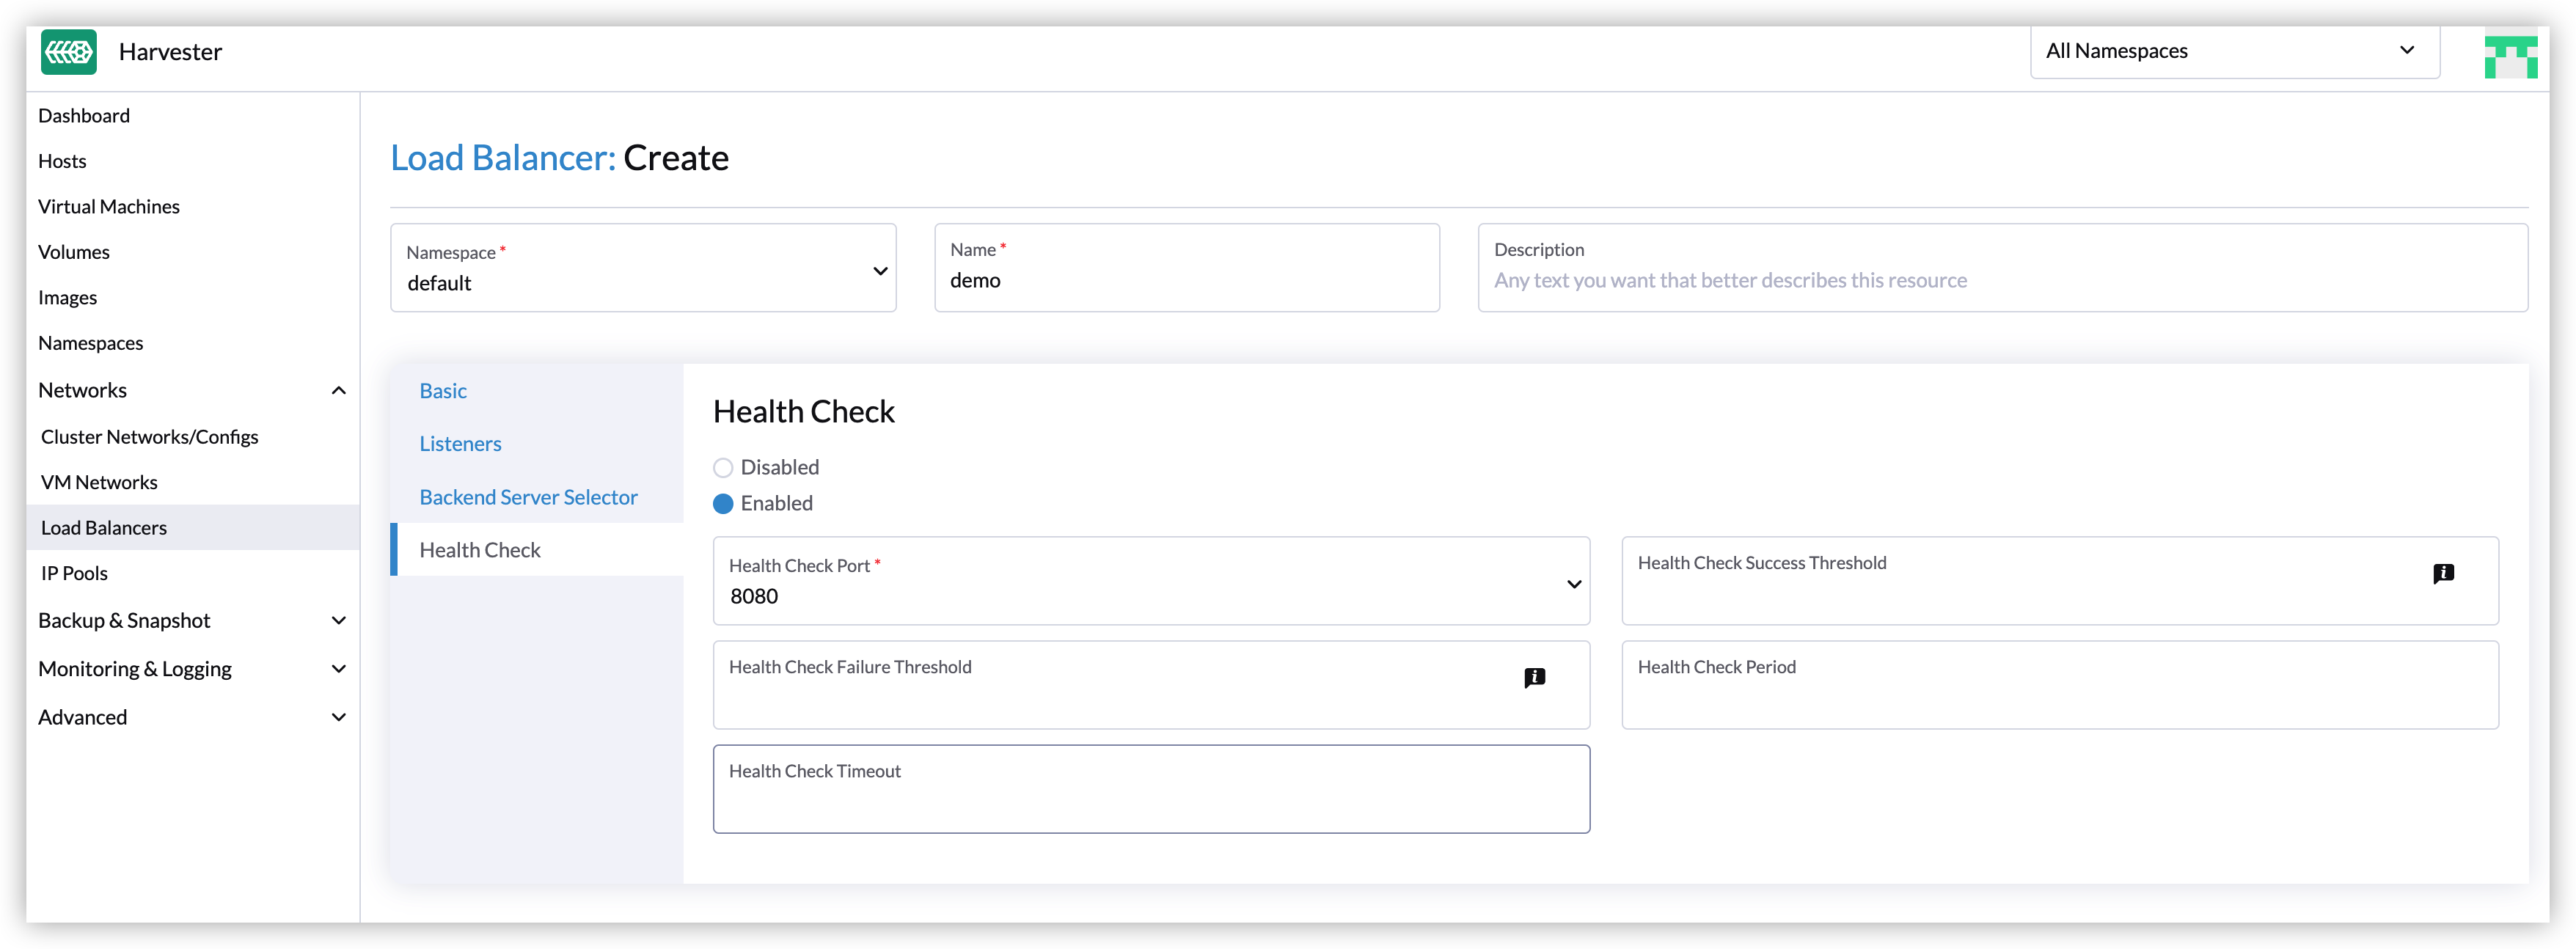 Harvester
All Namespaces
Dashboard
Hosts
Virtual Machines
Volumes
Images
Namespaces
Networks
Cluster Networks/Configs
VM Networks
Load Balancers
IP Pools
Backup & Snapshot
Monitoring & Logging
Advanced
Load Balancer: Create
Namespace *
default
Name *
demo
Description
Any text you want that better describes this resource
Basic
Listeners
Backend Server Selector
Health Check
Health Check
Disabled
Enabled
Health Check Port *
8080
Health Check Success Threshold
Health Check Failure Threshold
Health Check Period
Health Check Timeout